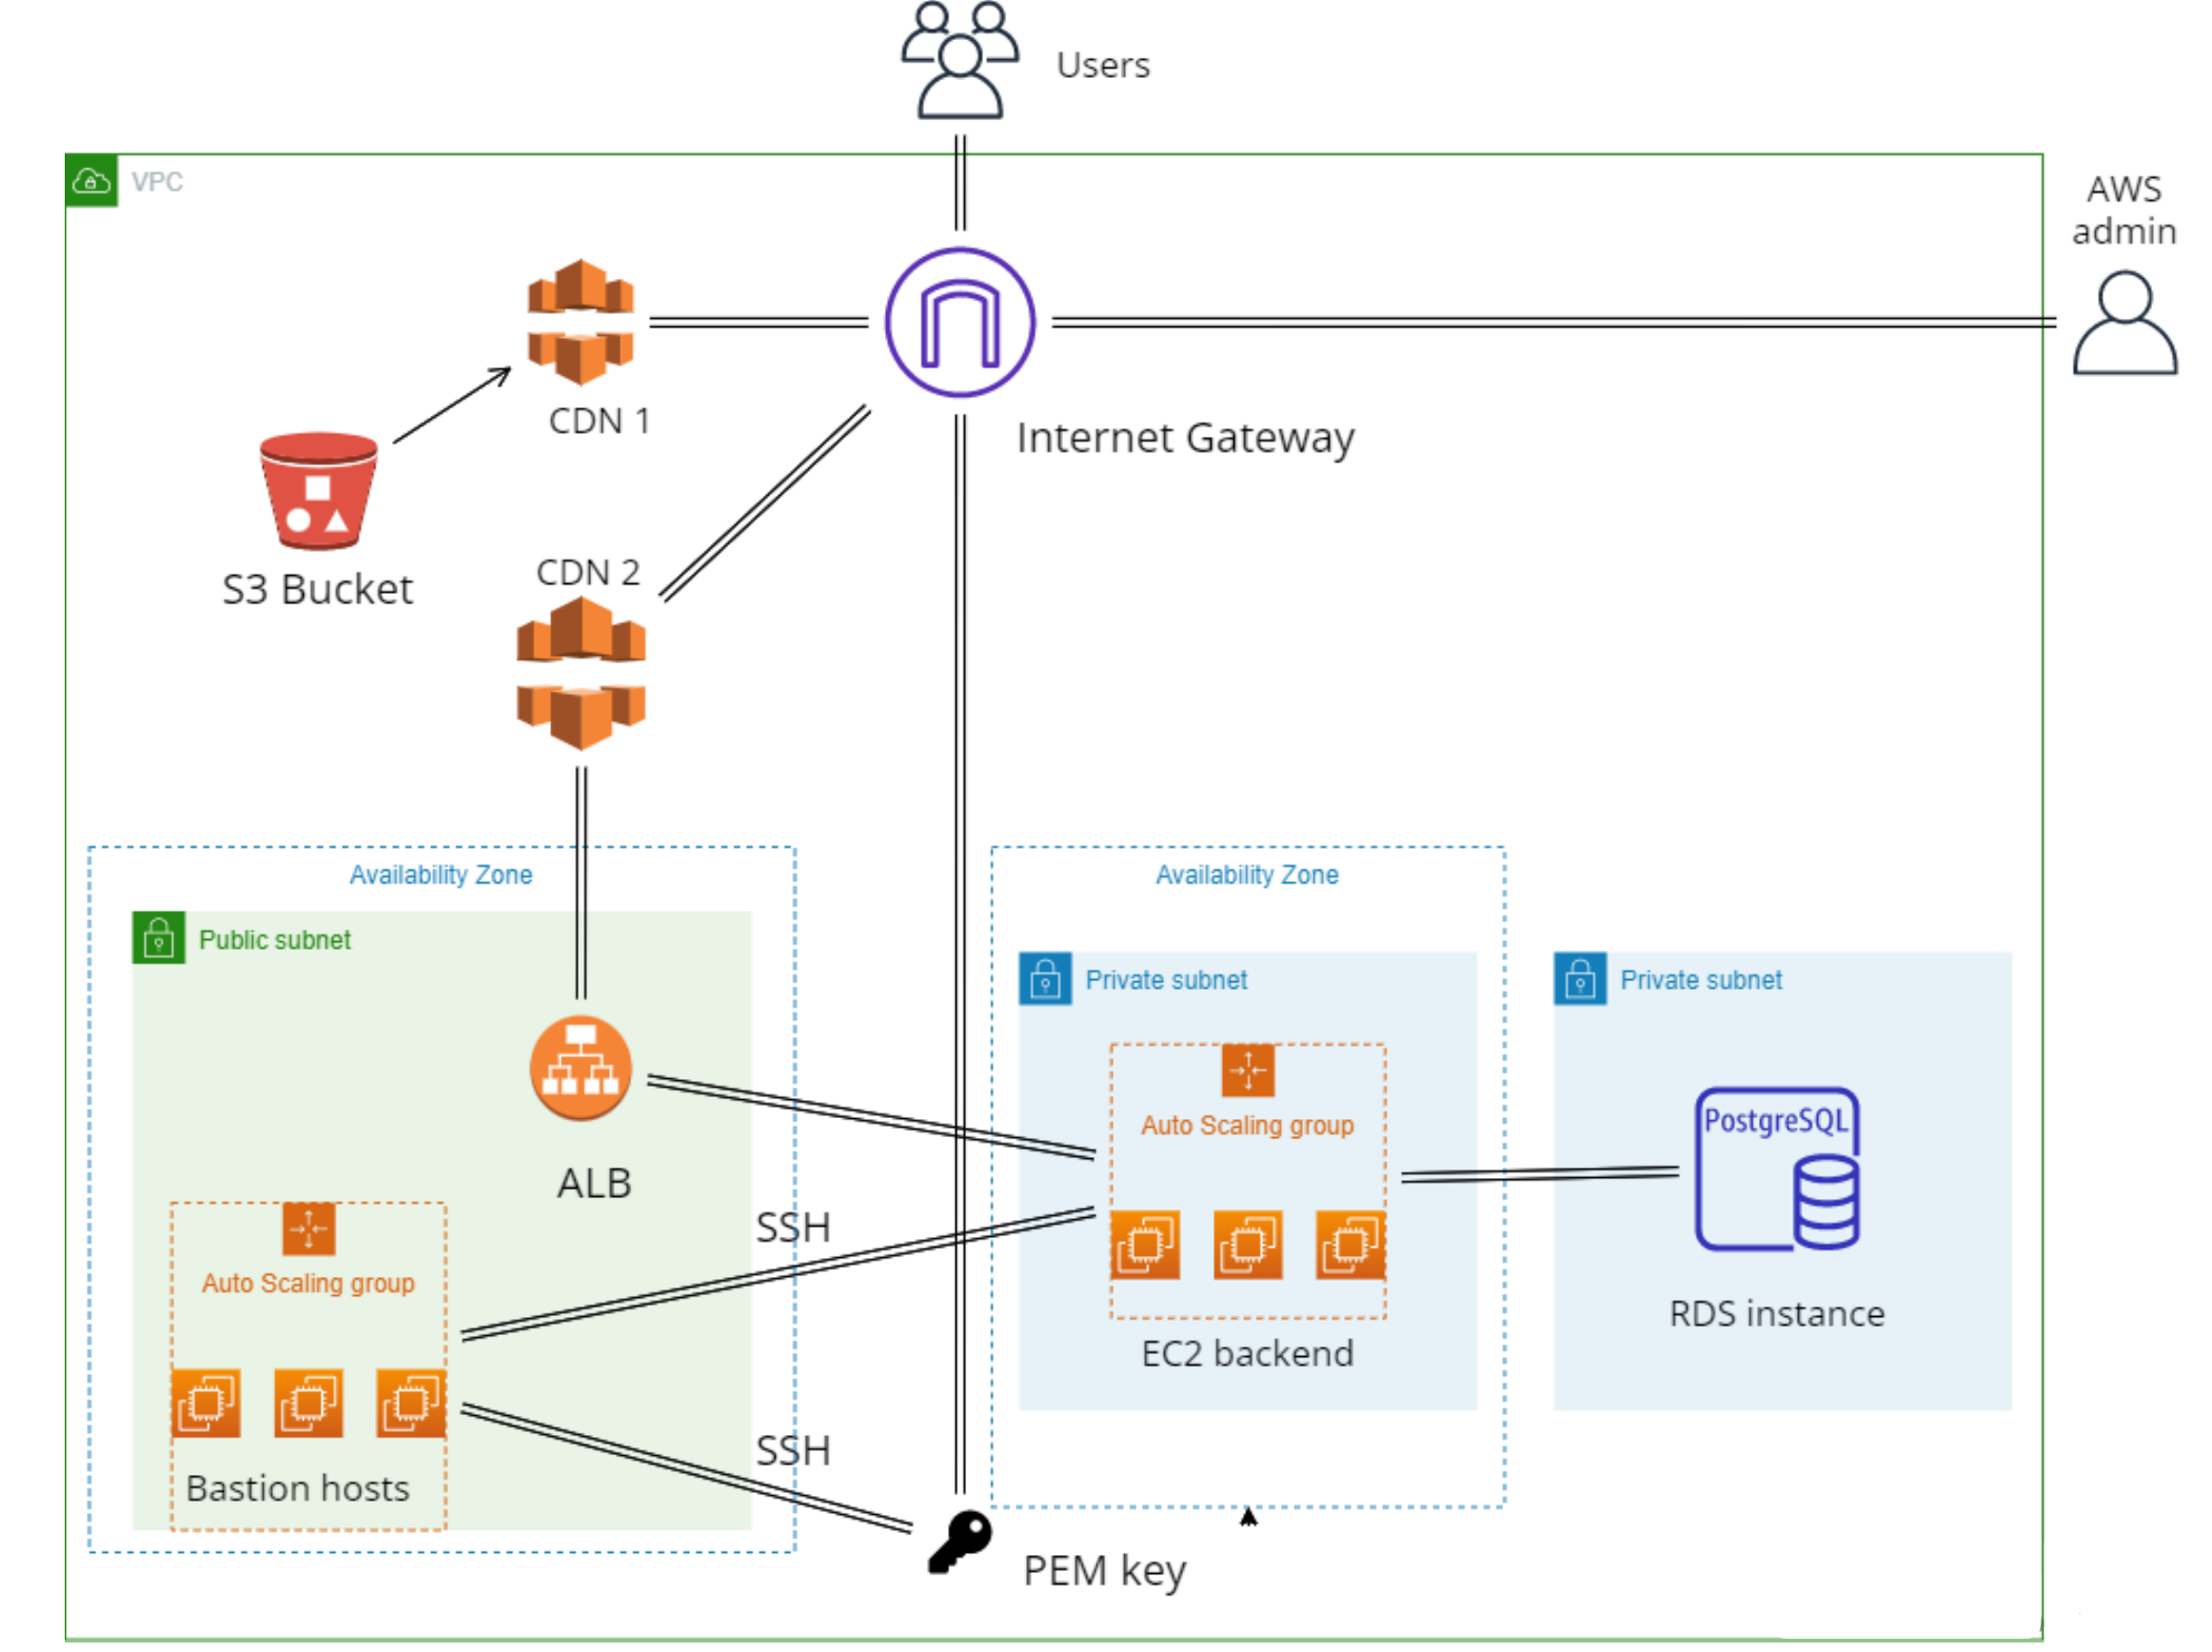 Users
VPC
AWS
admin
CDN 1
Internet Gateway
S3 Bucket
CDN 2
Availability Zone
Availability Zone
Public subnet
Private subnet
Private subnet
PostgreSQL
Auto Scaling group
ALB
SSH
Auto Scaling group
RDS instance
EC2 backend
SSH
Bastion hosts
PEM key